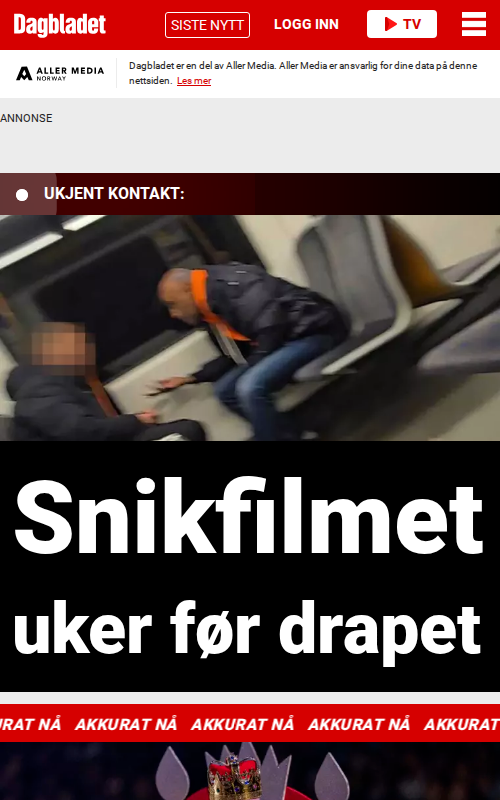 Dagbladet
SISTE NYTT
LOGG INN
TV
ALLER MEDIA
NORWAY
Dagbladet er en del av Aller Media. Aller Media er ansvarlig for dine data på denne
nettsiden. Les mer
ANNONSE
UKJENT KONTAKT:
Snikfilmet
uker før drapet
RAT NÅ AKKURAT NÅ AKKURAT NÅ AKKURAT NÅ AKKURAT